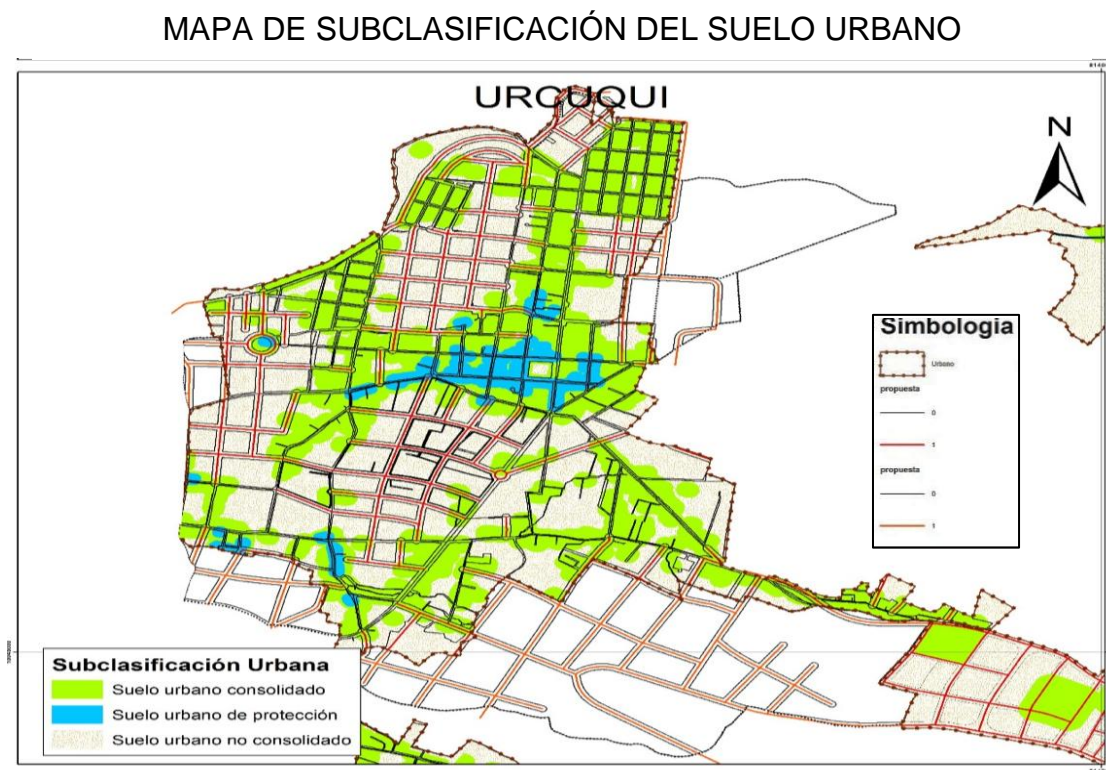 MAPA DE SUBCLASIFICACIÓN DEL SUELO URBANO
URCUQUI
N
Simbologia
Urbano
propuesta
0
1
propuesta
0
1
Subclasificación Urbana
Suelo urbano consolidado
Suelo urbano de protección
Suelo urbano no consolidado